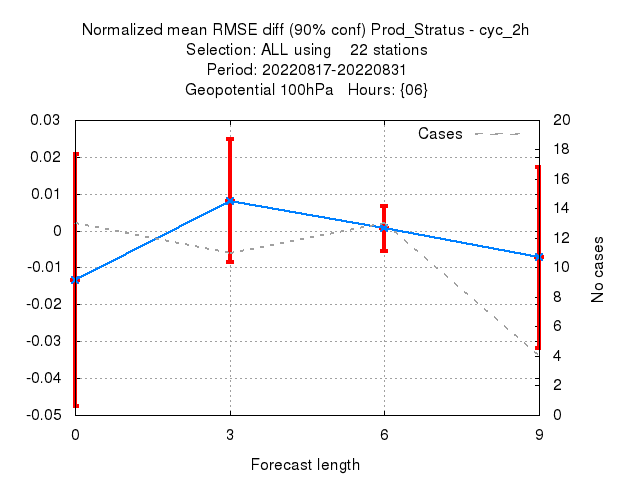 Normalized mean RMSE diff (90% conf) Prod_Stratus - cyc_2h
Selection: ALL using 22 stations
Period: 20220817-20220831
Geopotential 100hPa Hours: {06}
Cases
0.03
0.02
0.01
0
-0.01
-0.02
-0.03
-0.04
-0.05
20
18
16
14
12
10
8
6
4
2
0
No cases
0 3 6 9
Forecast length